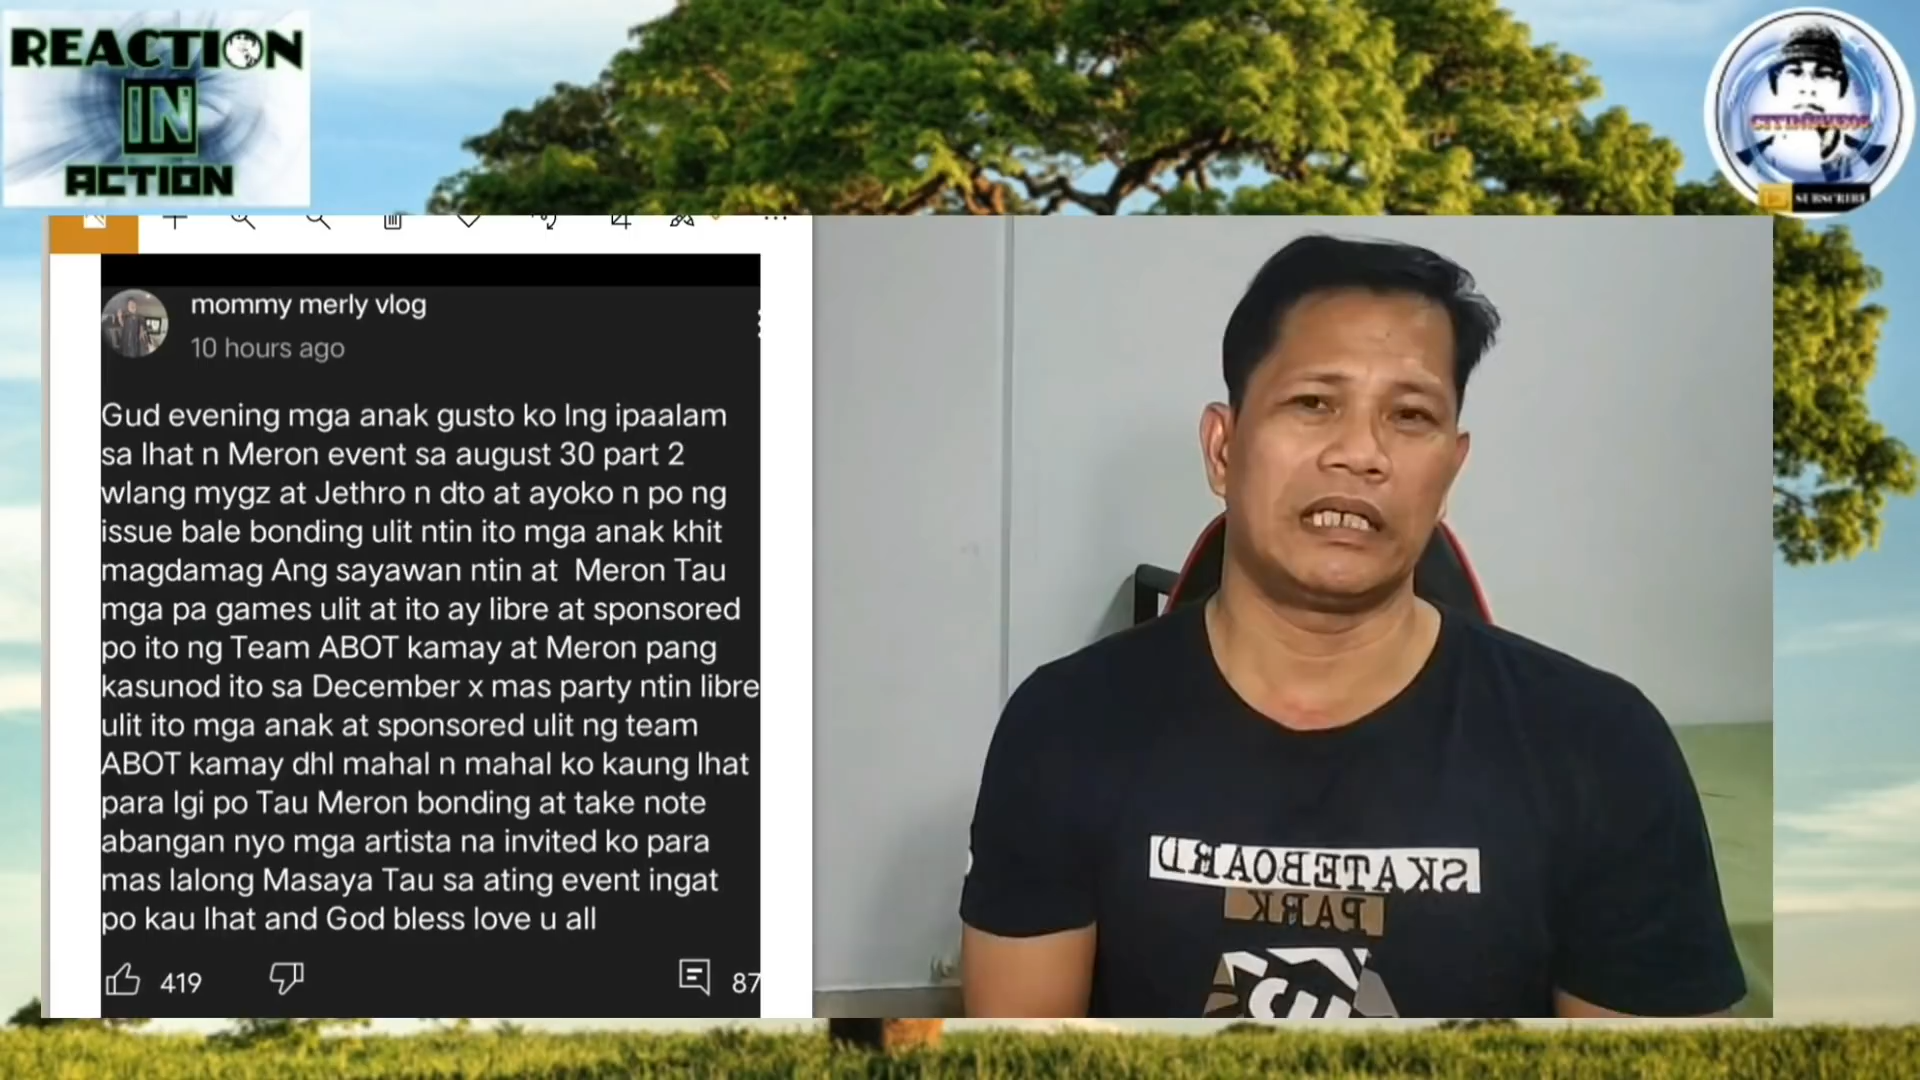 REACTION
IN
ACTION
SUBSCRIBE
mommy merly vlog
10 hours ago
Gud evening mga anak gusto ko lng ipaalam
sa lhat n Meron event sa august 30 part 2
wlang mygz at Jethro n dto at ayoko n po ng
issue bale bonding ulit ntin ito mga anak khit
magdamag Ang sayawan ntin at Meron Tau
mga pa games ulit at ito ay libre at sponsored
po ito ng Team ABOT kamay at Meron pang
kasunod ito sa December x mas party ntin libre
ulit ito mga anak at sponsored ulit ng team
ABOT kamay dhl mahal n mahal ko kaung lhat
para lgi po Tau Meron bonding at take note
abangan nyo mga artista na invited ko para
mas lalong Masaya Tau sa ating event ingat
po kau lhat and God bless love u all
419
87
SKATEBOARD
PARK